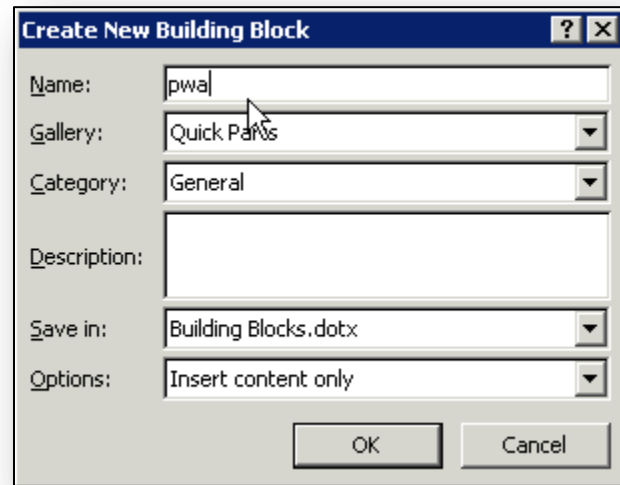 Create New Building Block
Name: pwa
Gallery: Quick Parts
Category: General
Description:
Save in: Building Blocks.dotx
Options: Insert content only
OK Cancel